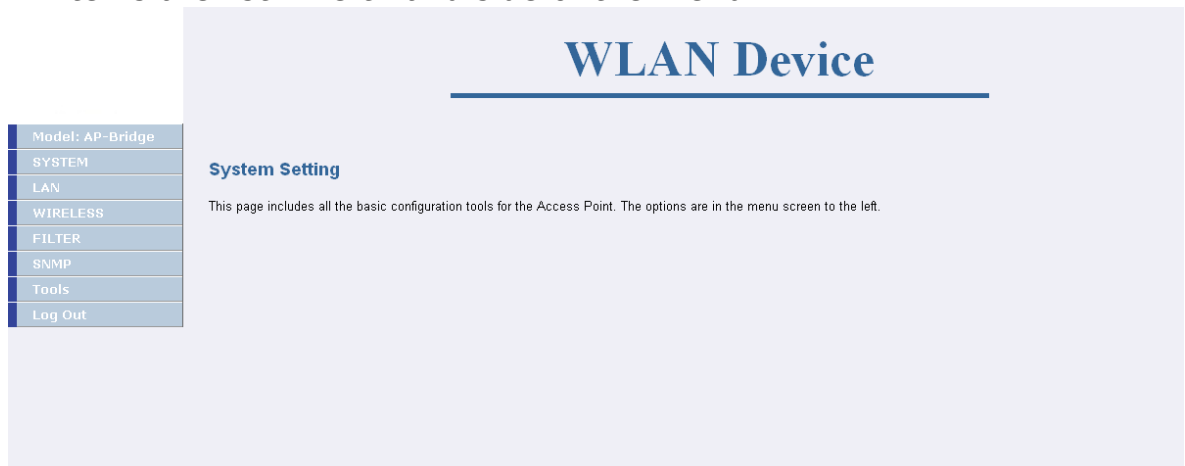 WLAN Device
Model: AP-Bridge
SYSTEM
LAN
WIRELESS
FILTER
SNMP
Tools
Log Out
System Setting
This page includes all the basic configuration tools for the Access Point. The options are in the menu screen to the left.